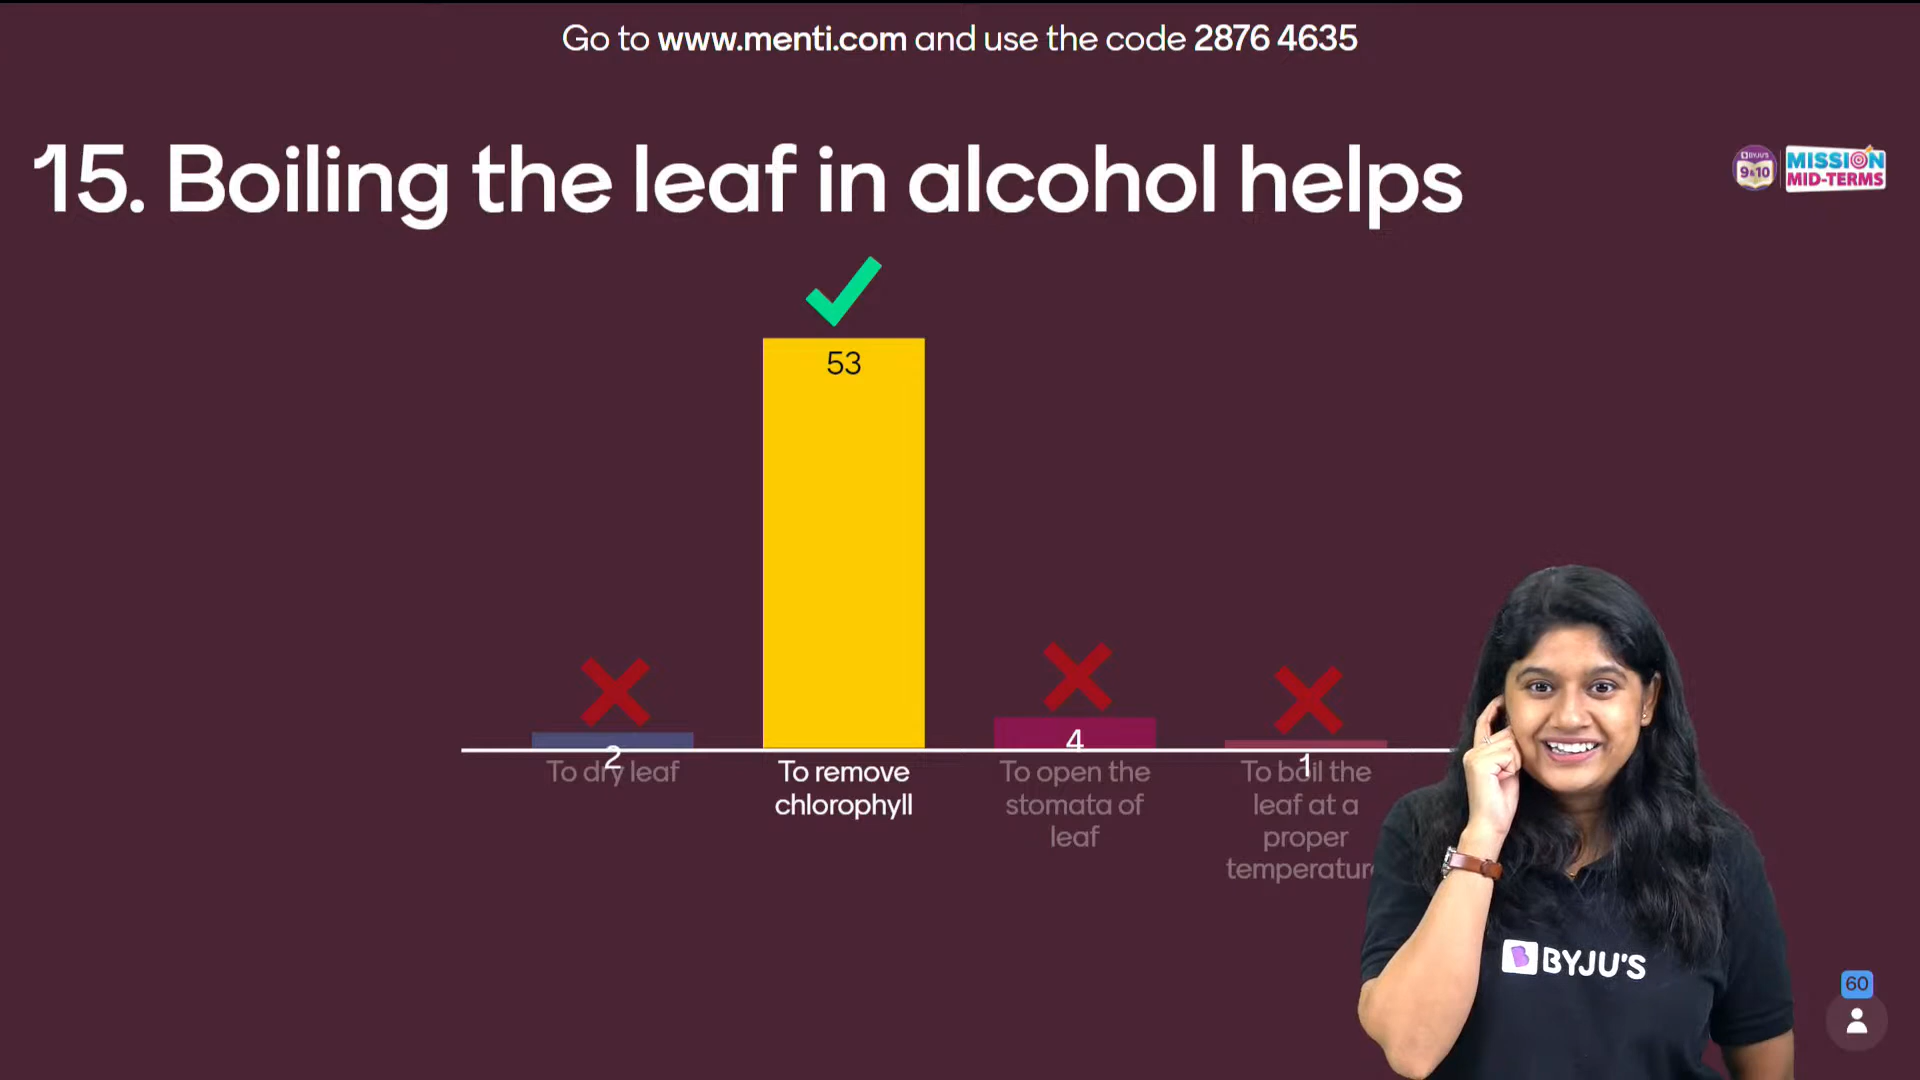 Go to www.menti.com and use the code 2876 4635
15. Boiling the leaf in alcohol helps
BYJU'S
9&10
MISSION
MID-TERMS
53
2
4
1
To dry leaf
To remove
chlorophyll
To open the
stomata of
leaf
To boil the
leaf at a
proper
temperatur
BYJU'S
60